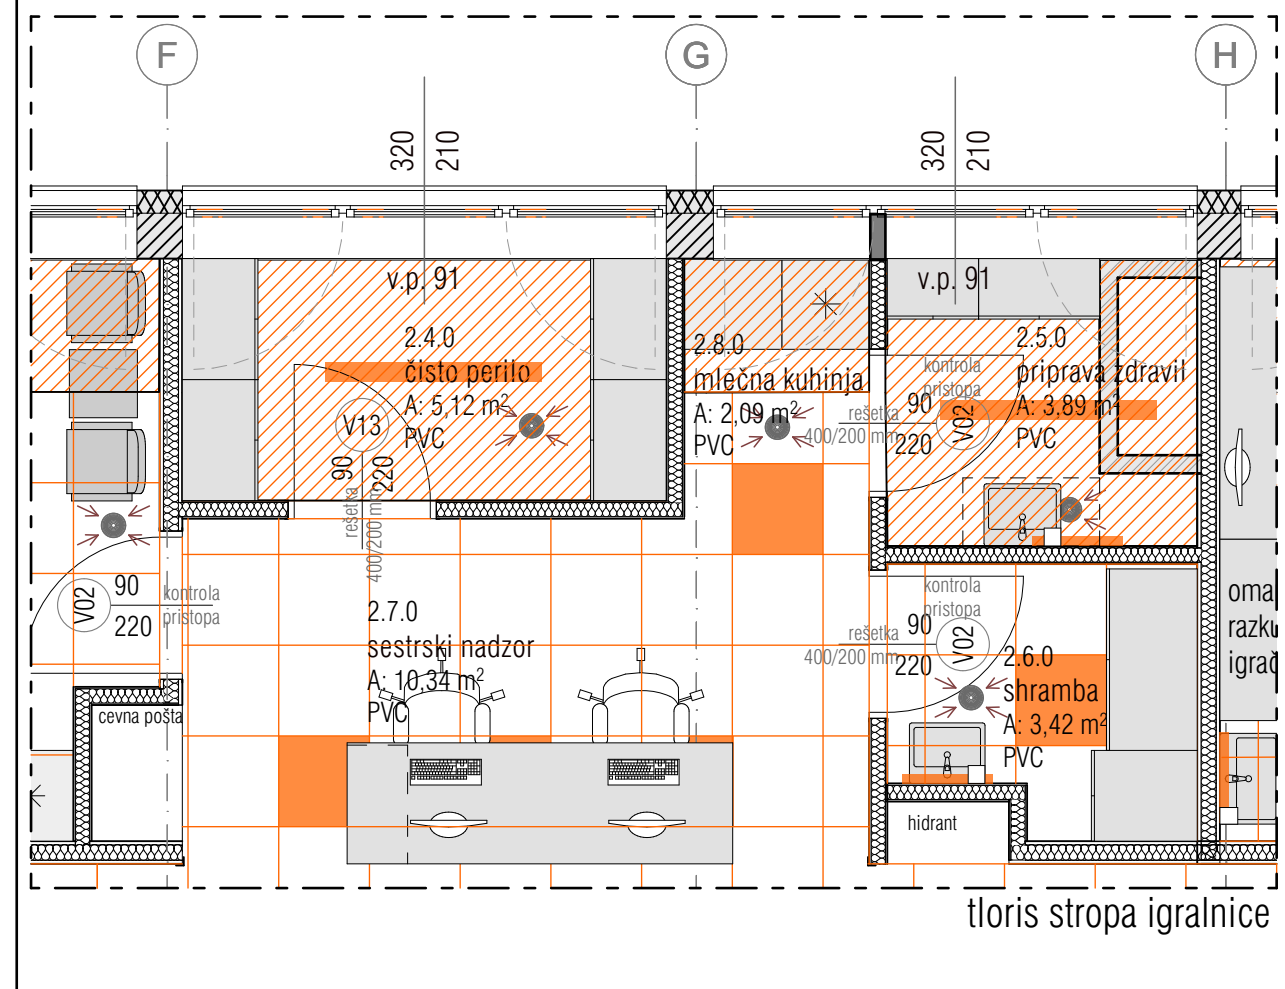 F
G
H
320
210
320
210
v.p. 91
v.p. 91
2.4.0
čisto perilo
A: 5,12 m²
PVC
V13
90
220
rešetka
400/200 mm
2.8.0
mlečna kuhinja
A: 2,09 m²
PVC
kontrola
pristopa
rešetka
400/200 mm
90
220
V02
2.5.0
priprava zdravil
A: 3,89 m²
PVC
V02
90
220
kontrola
pristopa
2.7.0
sestrski nadzor
A: 10,34 m²
PVC
kontrola
pristopa
rešetka
400/200 mm
90
220
V02
2.6.0
shramba
A: 3,42 m²
PVC
oma
razku
igrač
cevna pošta
hidrant
tloris stropa igralnice